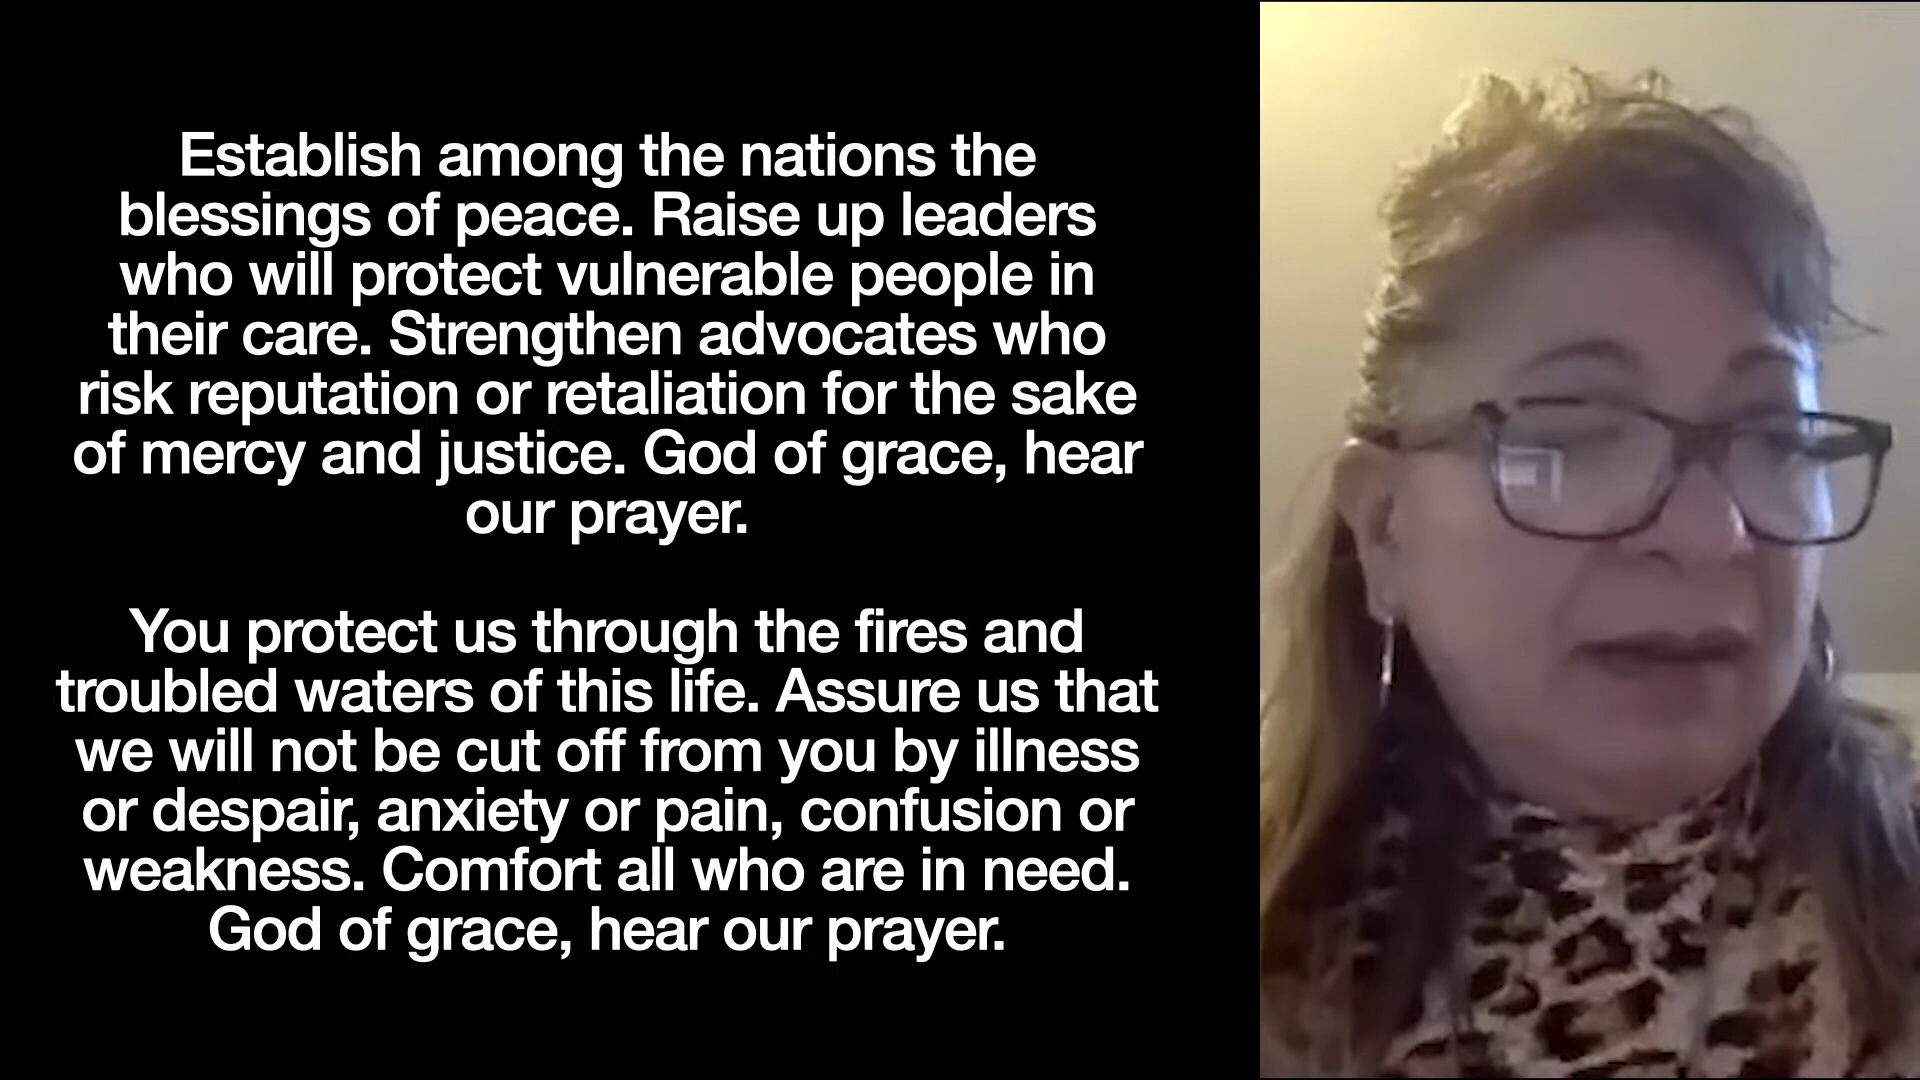 Establish among the nations the
blessings of peace. Raise up leaders
who will protect vulnerable people in
their care. Strengthen advocates who
risk reputation or retaliation for the sake
of mercy and justice. God of grace, hear
our prayer.
You protect us through the fires and
troubled waters of this life. Assure us that
we will not be cut off from you by illness
or despair, anxiety or pain, confusion or
weakness. Comfort all who are in need.
God of grace, hear our prayer.